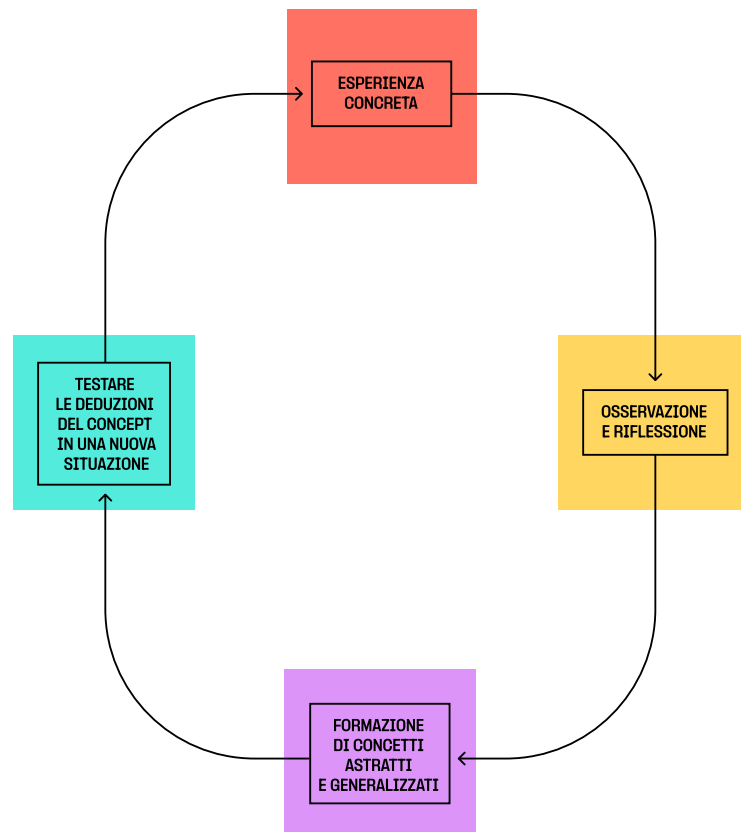 ESPERIENZA
CONCRETA
OSSERVAZIONE
E RIFLESSIONE
FORMAZIONE
DI CONCETTI
ASTRATTI
E GENERALIZZATI
TESTARE
LE DEDUZIONI
DEL CONCEPT
IN UNA NUOVA
SITUAZIONE